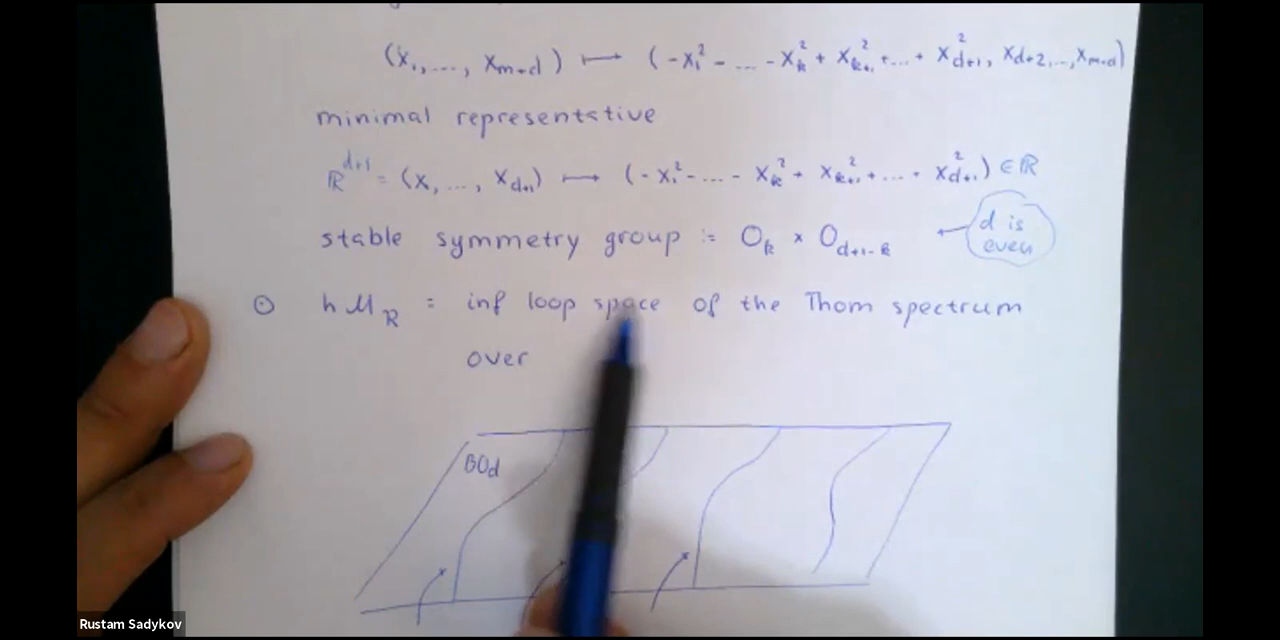 (x₁,..., x_{m+d}) ⟼ (-x₁² - ... - x_k² + x_{k+1}² + ... + x_{d+1}², x_{d+2},...,x_{m+d})
minimal representative
ℝ^{d+1} = (x₁,..., x_{d+1}) ⟼ (-x₁² - ... - x_k² + x_{k+1}² + ... + x_{d+1}²) ∈ ℝ
stable symmetry group := O_k × O_{d+1-k} ← d is even
⊙ h M_R = inf loop space of the Thom spectrum
over
BO_d
Rustam Sadykov